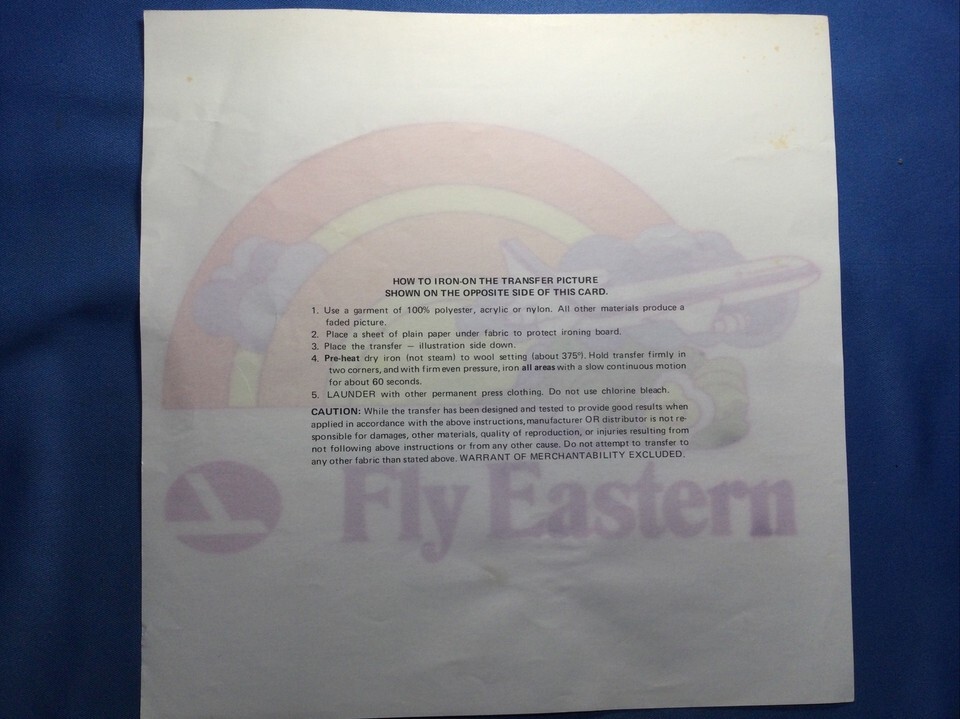 HOW TO IRON-ON THE TRANSFER PICTURE
SHOWN ON THE OPPOSITE SIDE OF THIS CARD.
1. Use a garment of 100% polyester, acrylic or nylon. All other materials produce a
faded picture.
2. Place a sheet of plain paper under fabric to protect ironing board.
3. Place the transfer — illustration side down.
4. Pre-heat dry iron (not steam) to wool setting (about 375º). Hold transfer firmly in
two corners, and with firm even pressure, iron all areas with a slow continuous motion
for about 60 seconds.
5. LAUNDER with other permanent press clothing. Do not use chlorine bleach.
CAUTION: While the transfer has been designed and tested to provide good results when
applied in accordance with the above instructions, manufacturer OR distributor is not re-
sponsible for damages, other materials, quality of reproduction, or injuries resulting from
not following above instructions or from any other cause. Do not attempt to transfer to
any other fabric than stated above. WARRANT OF MERCHANTABILITY EXCLUDED.
Fly Eastern